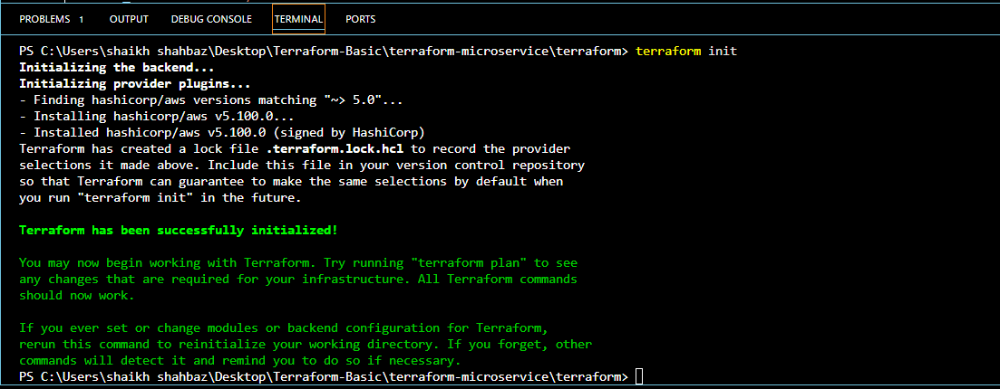 PROBLEMS 1 OUTPUT DEBUG CONSOLE TERMINAL PORTS
PS C:\Users\shaikh shahbaz\Desktop\Terraform-Basic\terraform-microservice\terraform> terraform init
Initializing the backend...
Initializing provider plugins...
- Finding hashicorp/aws versions matching "~> 5.0"...
- Installing hashicorp/aws v5.100.0...
- Installed hashicorp/aws v5.100.0 (signed by HashiCorp)
Terraform has created a lock file .terraform.lock.hcl to record the provider
selections it made above. Include this file in your version control repository
so that Terraform can guarantee to make the same selections by default when
you run "terraform init" in the future.
Terraform has been successfully initialized!
You may now begin working with Terraform. Try running "terraform plan" to see
any changes that are required for your infrastructure. All Terraform commands
should now work.
If you ever set or change modules or backend configuration for Terraform,
rerun this command to reinitialize your working directory. If you forget, other
commands will detect it and remind you to do so if necessary.
PS C:\Users\shaikh shahbaz\Desktop\Terraform-Basic\terraform-microservice\terraform>